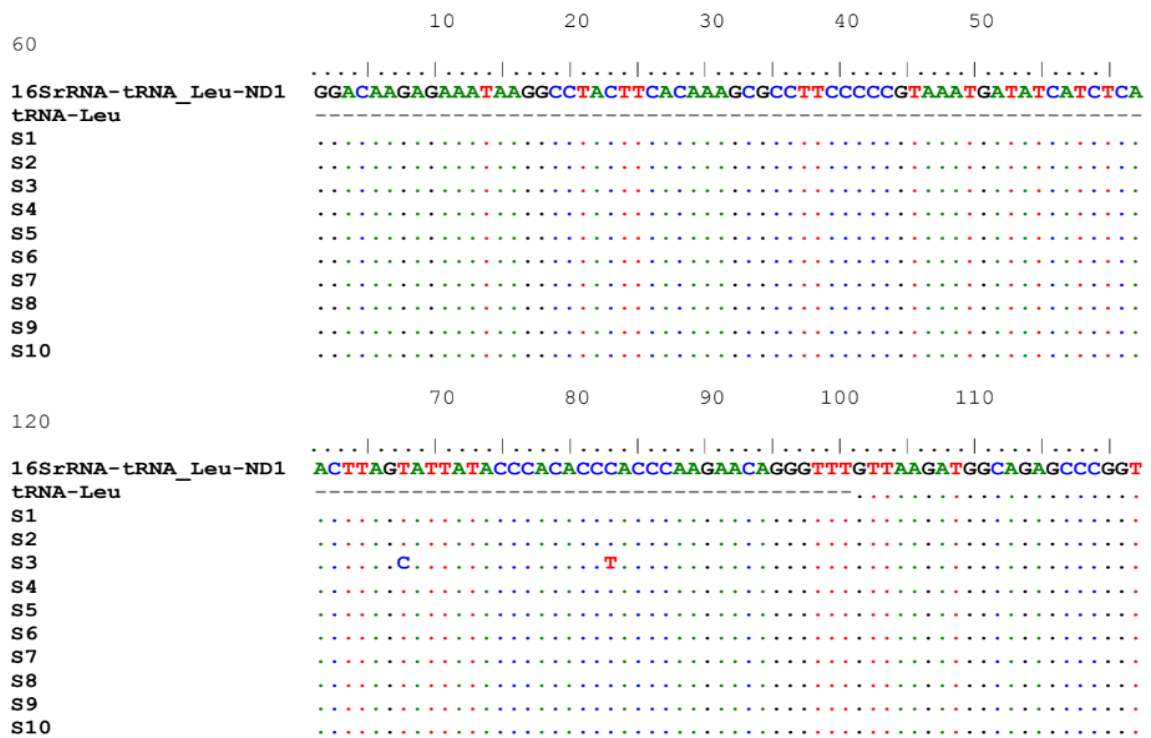 10 20 30 40 50
60
....|....|....|....|....|....|....|....|....|....|....|....|
16SrRNA-tRNA_Leu-ND1 GGACAAGAGAAATAAGGCCTACTTCACAAAGCGCCTTCCCCCGTAAATGATATCATCTCA
tRNA-Leu ------------------------------------------------------------
S1 ............................................................
S2 ............................................................
S3 ............................................................
S4 ............................................................
S5 ............................................................
S6 ............................................................
S7 ............................................................
S8 ............................................................
S9 ............................................................
S10 ............................................................
70 80 90 100 110
120
....|....|....|....|....|....|....|....|....|....|....|....|
16SrRNA-tRNA_Leu-ND1 ACTTAGTATTATACCCACACCCACCCAAGAACAGGGTTTGTTAAGATGGCAGAGCCCGGT
tRNA-Leu ---------------------------------------.....................
S1 ............................................................
S2 ............................................................
S3 ......C..............T......................................
S4 ............................................................
S5 ............................................................
S6 ............................................................
S7 ............................................................
S8 ............................................................
S9 ............................................................
S10 ............................................................